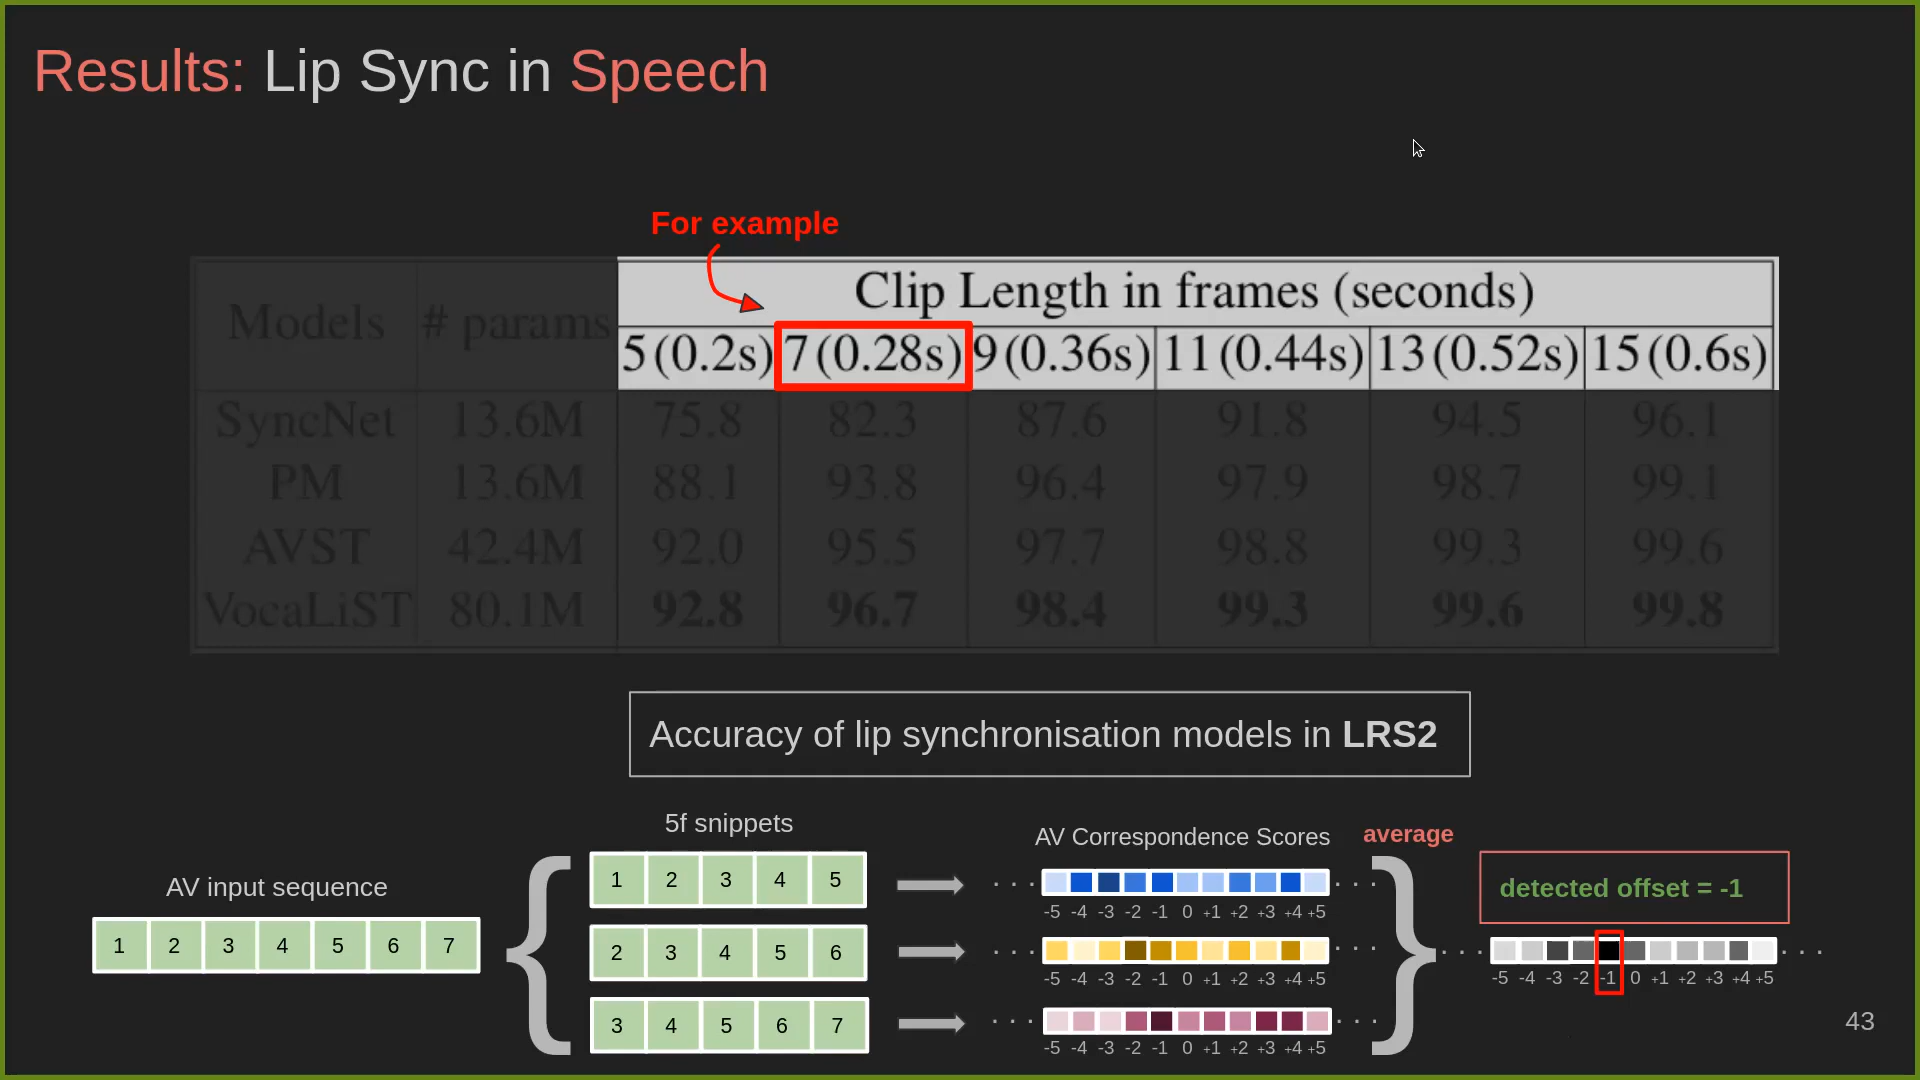 Results: Lip Sync in Speech
For example
Models # params Clip Length in frames (seconds)
5 (0.2s) 7 (0.28s) 9 (0.36s) 11 (0.44s) 13 (0.52s) 15 (0.6s)
SyncNet 13.6M 75.8 82.3 87.6 91.8 94.5 96.1
PM 13.6M 88.1 93.8 96.4 97.9 98.7 99.1
AVST 42.4M 92.0 95.5 97.7 98.8 99.3 99.6
VocaLiST 80.1M 92.8 96.7 98.4 99.3 99.6 99.8
Accuracy of lip synchronisation models in LRS2
AV input sequence
1 2 3 4 5 6 7
5f snippets
1 2 3 4 5
2 3 4 5 6
3 4 5 6 7
AV Correspondence Scores
-5 -4 -3 -2 -1 0 +1 +2 +3 +4 +5
-5 -4 -3 -2 -1 0 +1 +2 +3 +4 +5
-5 -4 -3 -2 -1 0 +1 +2 +3 +4 +5
average
detected offset = -1
-5 -4 -3 -2 -1 0 +1 +2 +3 +4 +5
43